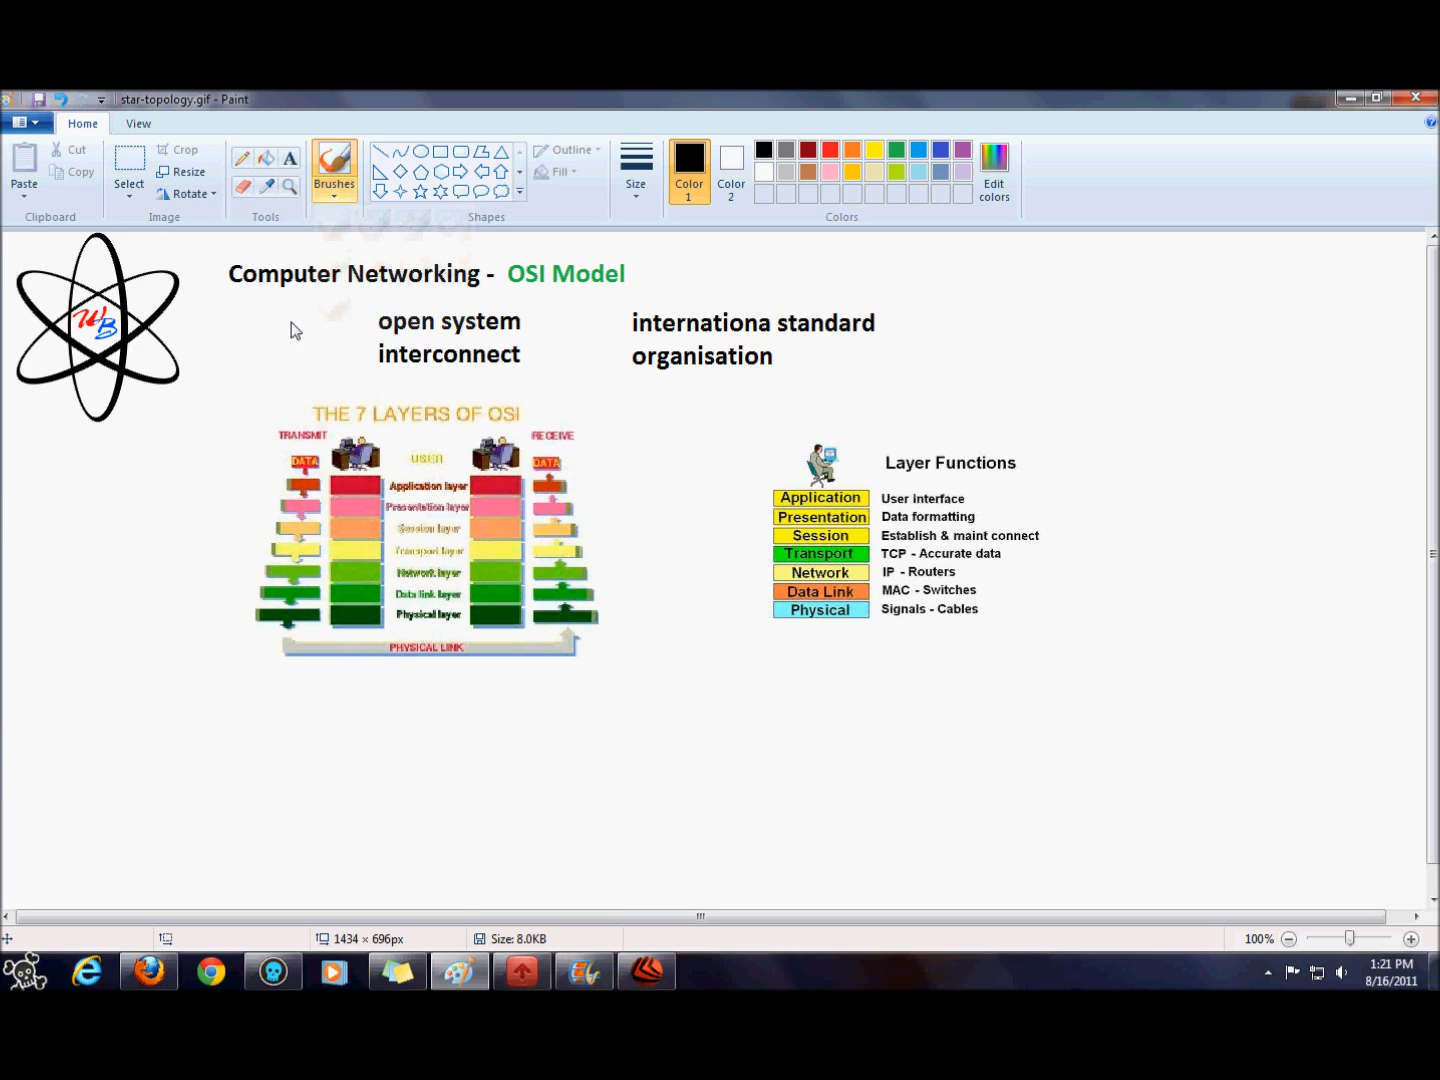 star-topology.gif - Paint
Home View
Paste
Cut
Copy
Clipboard
Select
Crop
Resize
Rotate
Image
A
Tools
Brushes
Outline
Fill
Shapes
Size
Color 1
Color 2
Edit colors
Colors
WB
Computer Networking - OSI Model
open system
interconnect
internationa standard
organisation
THE 7 LAYERS OF OSI
TRANSMIT
RECEIVE
DATA
USER
DATA
Application layer
Presentation layer
Session layer
Transport layer
Network layer
Data link layer
Physical layer
PHYSICAL LINK
Layer Functions
Application User interface
Presentation Data formatting
Session Establish & maint connect
Transport TCP - Accurate data
Network IP - Routers
Data Link MAC - Switches
Physical Signals - Cables
1434 × 696px
Size: 8.0KB
100%
1:21 PM
8/16/2011